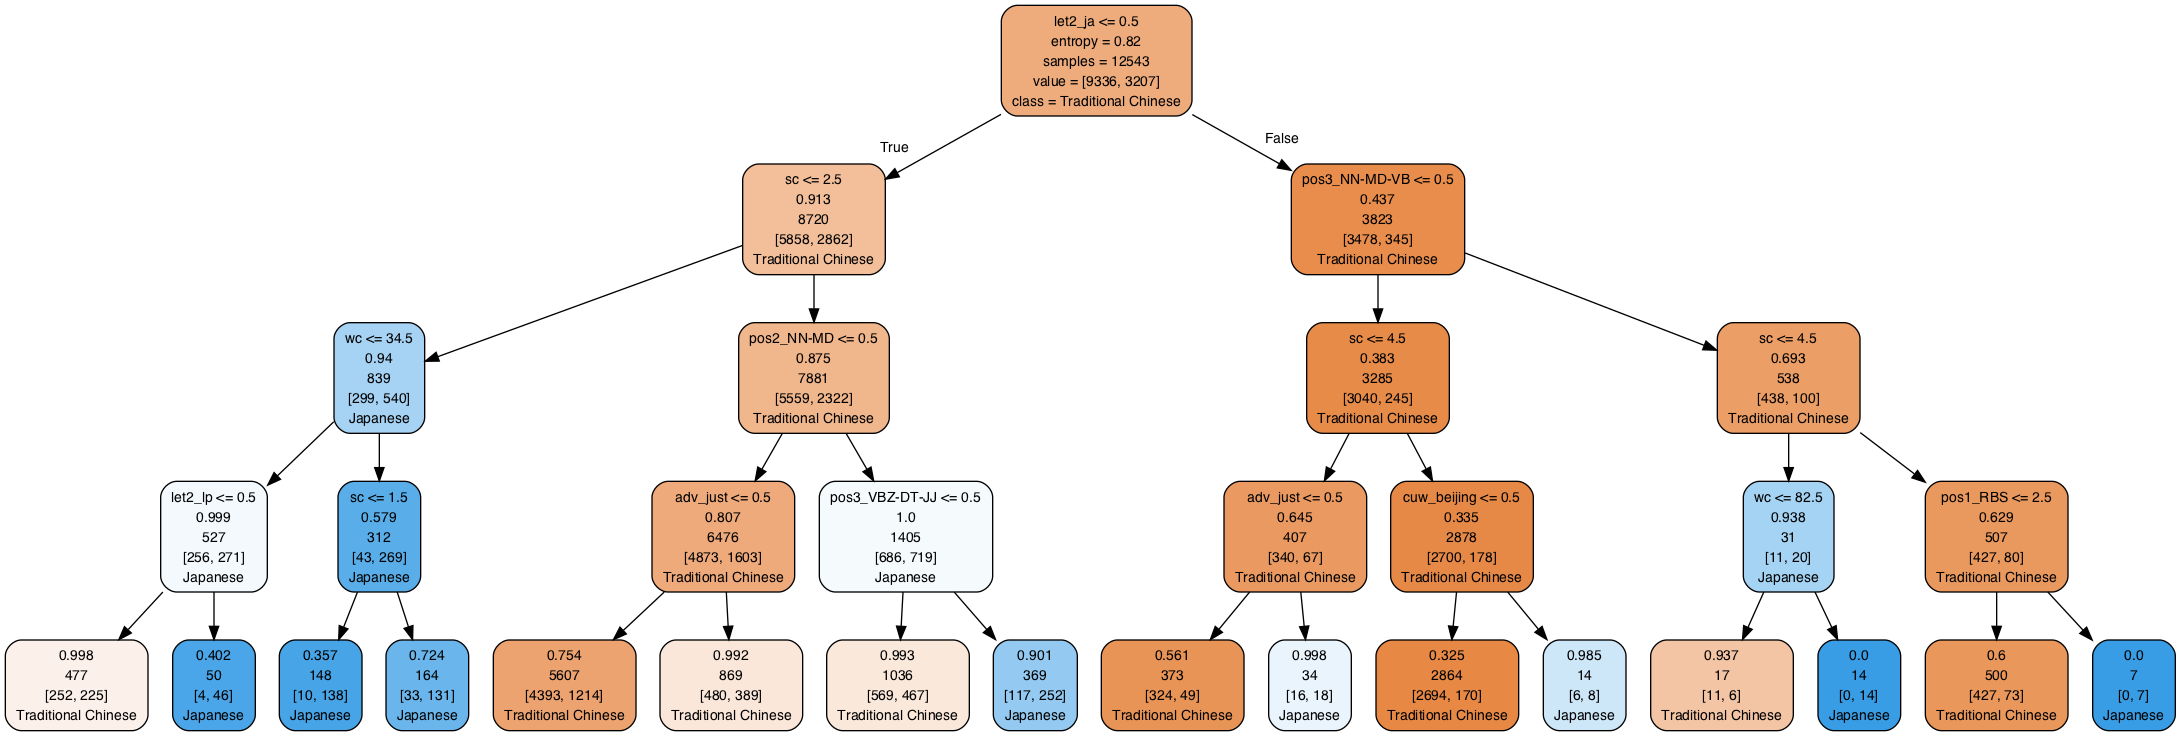 let2_ja <= 0.5
entropy = 0.82
samples = 12543
value = [9336, 3207]
class = Traditional Chinese
True
False
sc <= 2.5
0.913
8720
[5858, 2862]
Traditional Chinese
pos3_NN-MD-VB <= 0.5
0.437
3823
[3478, 345]
Traditional Chinese
wc <= 34.5
0.94
839
[299, 540]
Japanese
pos2_NN-MD <= 0.5
0.875
7881
[5559, 2322]
Traditional Chinese
sc <= 4.5
0.383
3285
[3040, 245]
Traditional Chinese
sc <= 4.5
0.693
538
[438, 100]
Traditional Chinese
let2_lp <= 0.5
0.999
527
[256, 271]
Japanese
sc <= 1.5
0.579
312
[43, 269]
Japanese
adv_just <= 0.5
0.807
6476
[4873, 1603]
Traditional Chinese
pos3_VBZ-DT-JJ <= 0.5
1.0
1405
[686, 719]
Japanese
adv_just <= 0.5
0.645
407
[340, 67]
Traditional Chinese
cuw_beijing <= 0.5
0.335
2878
[2700, 178]
Traditional Chinese
wc <= 82.5
0.938
31
[11, 20]
Japanese
pos1_RBS <= 2.5
0.629
507
[427, 80]
Traditional Chinese
0.998
477
[252, 225]
Traditional Chinese
0.402
50
[4, 46]
Japanese
0.357
148
[10, 138]
Japanese
0.724
164
[33, 131]
Japanese
0.754
5607
[4393, 1214]
Traditional Chinese
0.992
869
[480, 389]
Traditional Chinese
0.993
1036
[569, 467]
Traditional Chinese
0.901
369
[117, 252]
Japanese
0.561
373
[324, 49]
Traditional Chinese
0.998
34
[16, 18]
Japanese
0.325
2864
[2694, 170]
Traditional Chinese
0.985
14
[6, 8]
Japanese
0.937
17
[11, 6]
Traditional Chinese
0.0
14
[0, 14]
Japanese
0.6
500
[427, 73]
Traditional Chinese
0.0
7
[0, 7]
Japanese